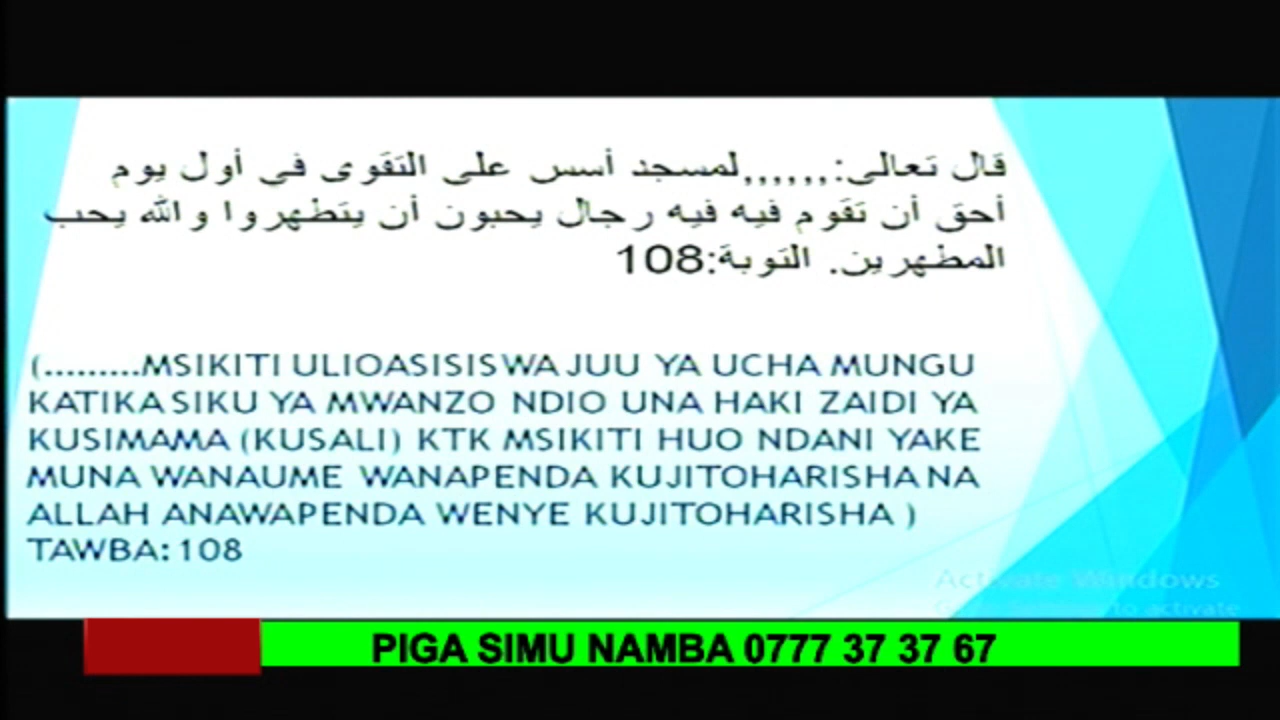 قال تعالى:,,,,,,لمسجد أسس على التقوى في أول يوم
أحق أن تقوم فيه فيه رجال يحبون أن يتطهروا والله يحب
المطهرين. التوبة:108
(.........MSIKITI ULIOASISISWA JUU YA UCHA MUNGU
KATIKA SIKU YA MWANZO NDIO UNA HAKI ZAIDI YA
KUSIMAMA (KUSALI) KTK MSIKITI HUO NDANI YAKE
MUNA WANAUME WANAPENDA KUJITOHARISHA NA
ALLAH ANAWAPENDA WENYE KUJITOHARISHA )
TAWBA:108
Activate Windows
to activate
PIGA SIMU NAMBA 0777 37 37 67